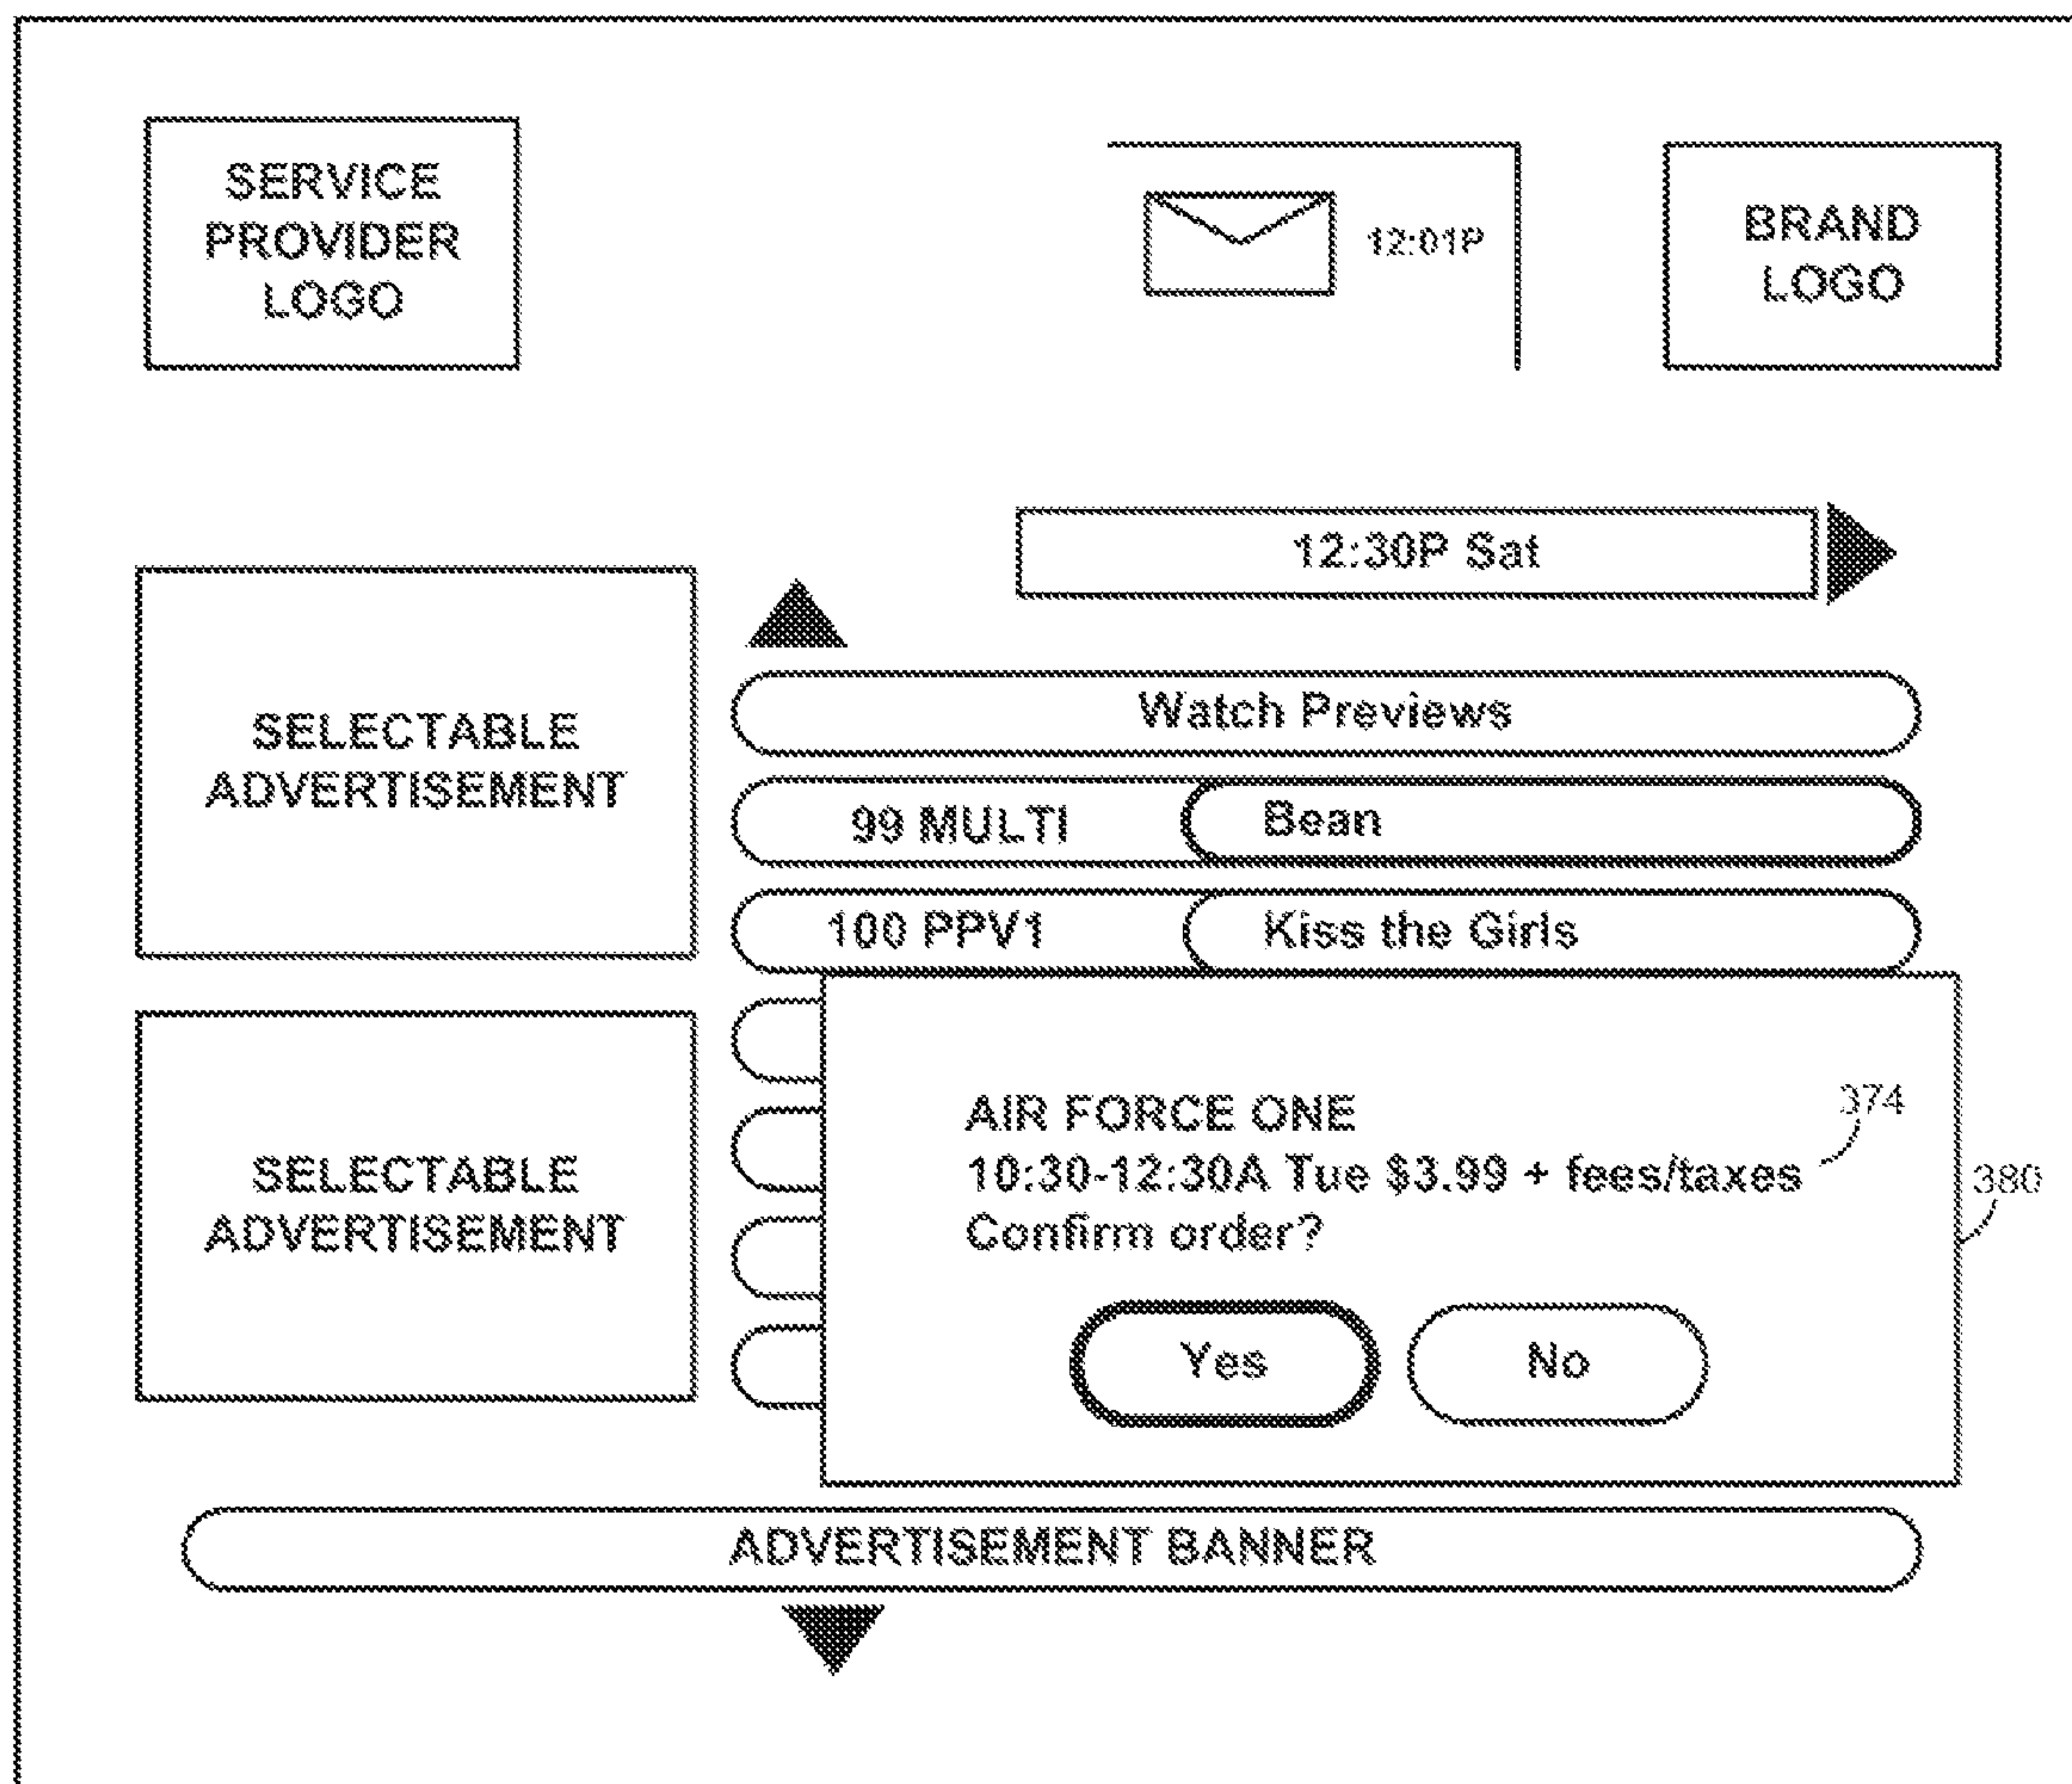 SERVICE
PROVIDER
LOGO
12:01P
BRAND
LOGO
12:30P Sat
SELECTABLE
ADVERTISEMENT
Watch Previews
99 MULTI Bean
100 PPV1 Kiss the Girls
SELECTABLE
ADVERTISEMENT
AIR FORCE ONE
374
10:30-12:30A Tue $3.99 + fees/taxes
380
Confirm order?
Yes No
ADVERTISEMENT BANNER